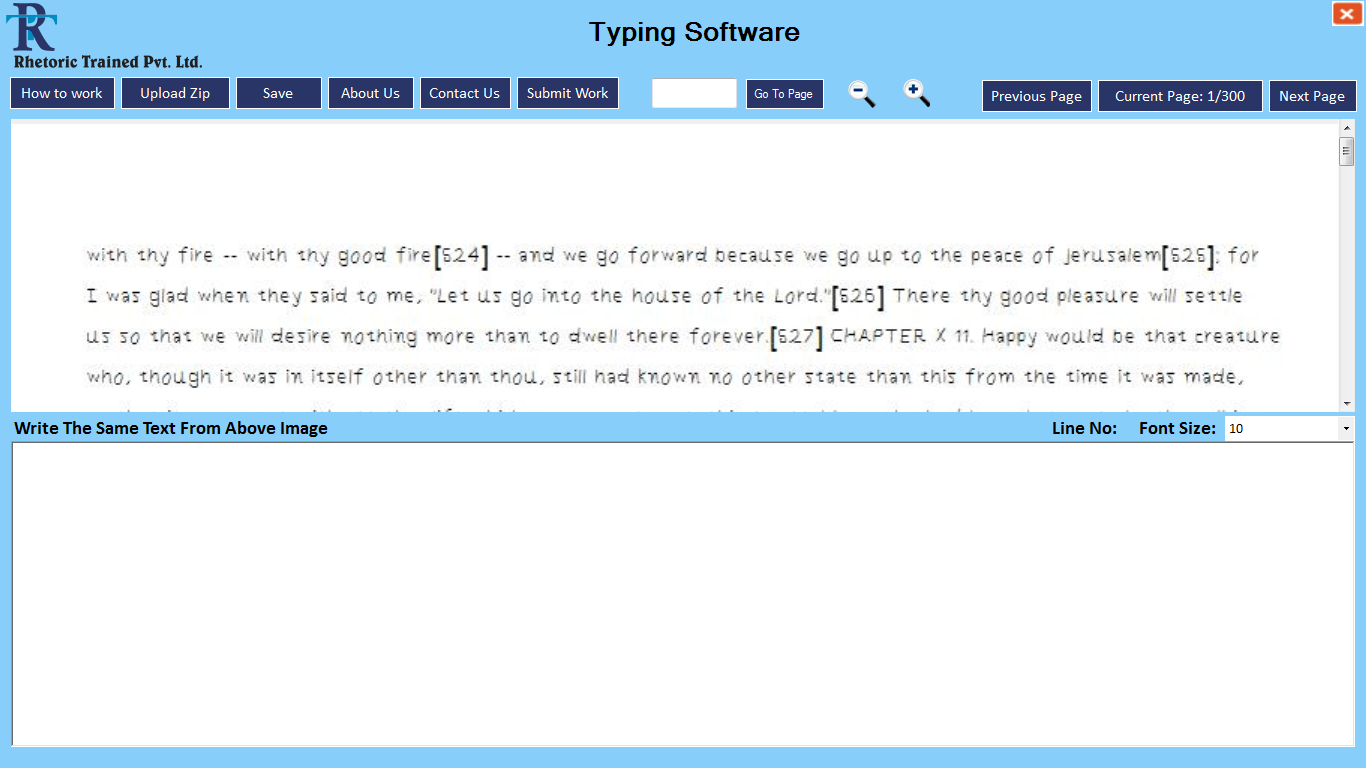 Typing Software
Rhetoric Trained Pvt. Ltd.
How to work Upload Zip Save About Us Contact Us Submit Work Go To Page Previous Page Current Page: 1/300 Next Page
with thy fire -- with thy good fire[524] -- and we go forward because we go up to the peace of Jerusalem[525]; for
I was glad when they said to me, "Let us go into the house of the Lord."[526] There thy good pleasure will settle
us so that we will desire nothing more than to dwell there forever.[527] CHAPTER X 11. Happy would be that creature
who, though it was in itself other than thou, still had known no other state than this from the time it was made,
Write The Same Text From Above Image Line No: Font Size: 10